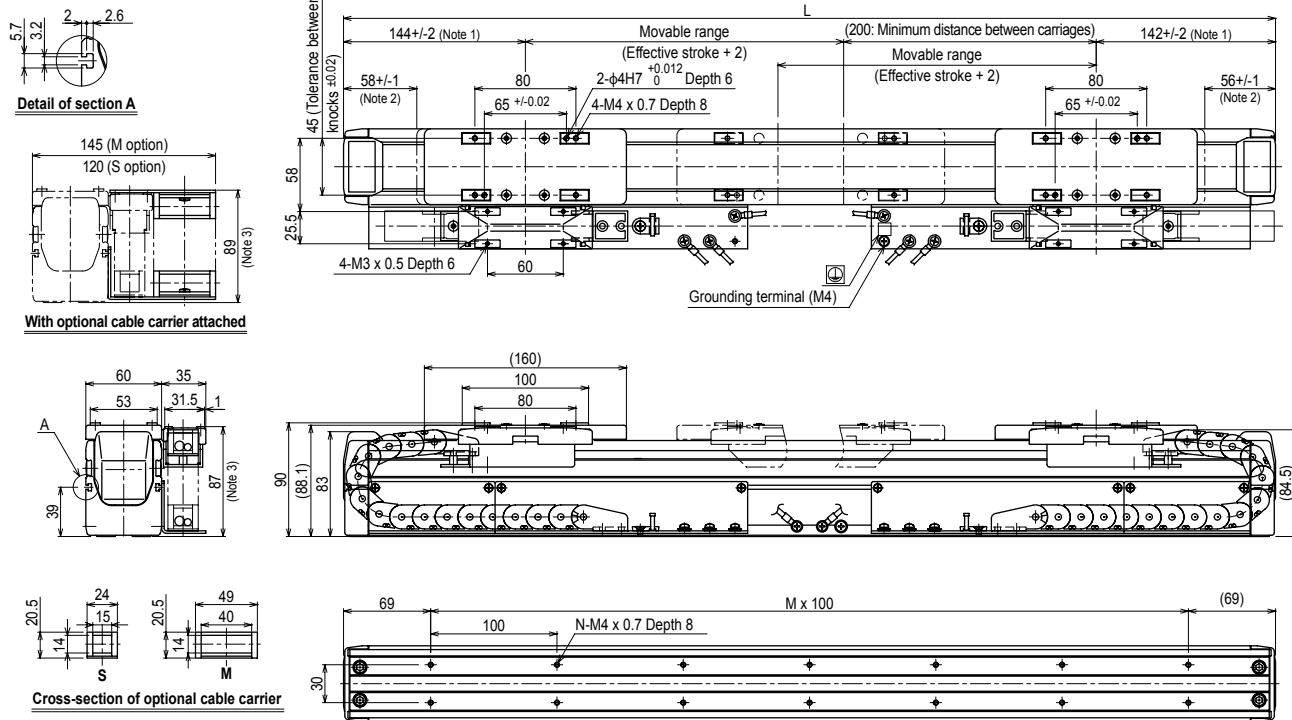 2
2.6
5.7
3.2
Detail of section A
145 (M option)
120 (S option)
89
(Note 3)
With optional cable carrier attached
L
45 (Tolerance between
knocks ±0.02)
144+/-2 (Note 1)
Movable range
(Effective stroke + 2)
(200: Minimum distance between carriages)
Movable range
(Effective stroke + 2)
142+/-2 (Note 1)
58+/-1
(Note 2)
80
2-ϕ4H7 +0.012 0 Depth 6
65 +/-0.02
4-M4 x 0.7 Depth 8
80
65 +/-0.02
56+/-1
(Note 2)
58
25.5
4-M3 x 0.5 Depth 6
60
Grounding terminal (M4)
60
35
53
31.5
1
A
39
87
(Note 3)
(160)
100
80
90
(88.1)
83
(84.5)
24
15
20.5
14
S
49
40
20.5
14
M
Cross-section of optional cable carrier
69
M x 100
(69)
100
N-M4 x 0.7 Depth 8
30